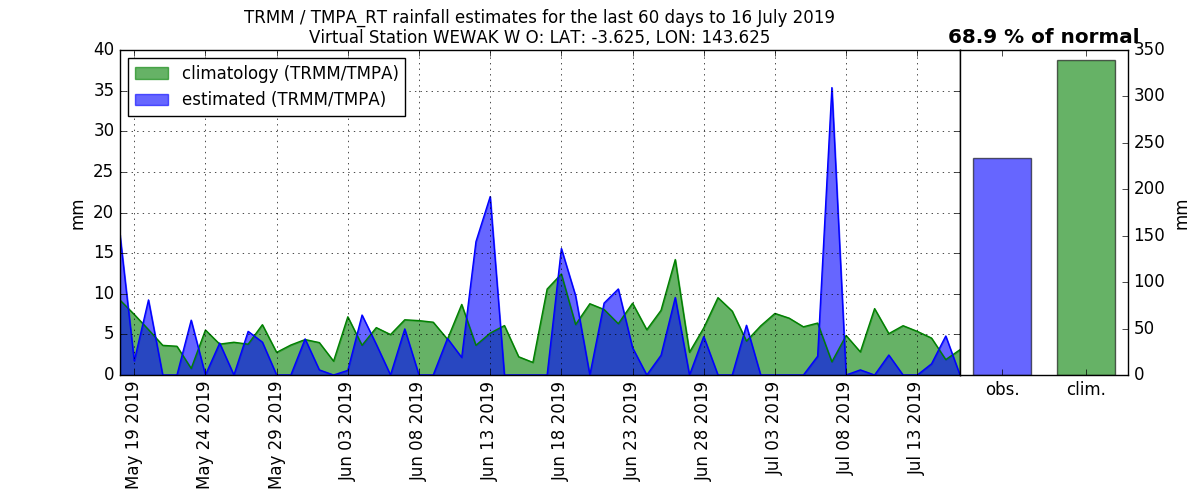 TRMM / TMPA_RT rainfall estimates for the last 60 days to 16 July 2019
Virtual Station WEWAK W O: LAT: -3.625, LON: 143.625
68.9 % of normal
climatology (TRMM/TMPA)
estimated (TRMM/TMPA)
40
35
30
25
20
15
10
5
0
mm
350
300
250
200
150
100
50
0
mm
May 19 2019
May 24 2019
May 29 2019
Jun 03 2019
Jun 08 2019
Jun 13 2019
Jun 18 2019
Jun 23 2019
Jun 28 2019
Jul 03 2019
Jul 08 2019
Jul 13 2019
obs.
clim.